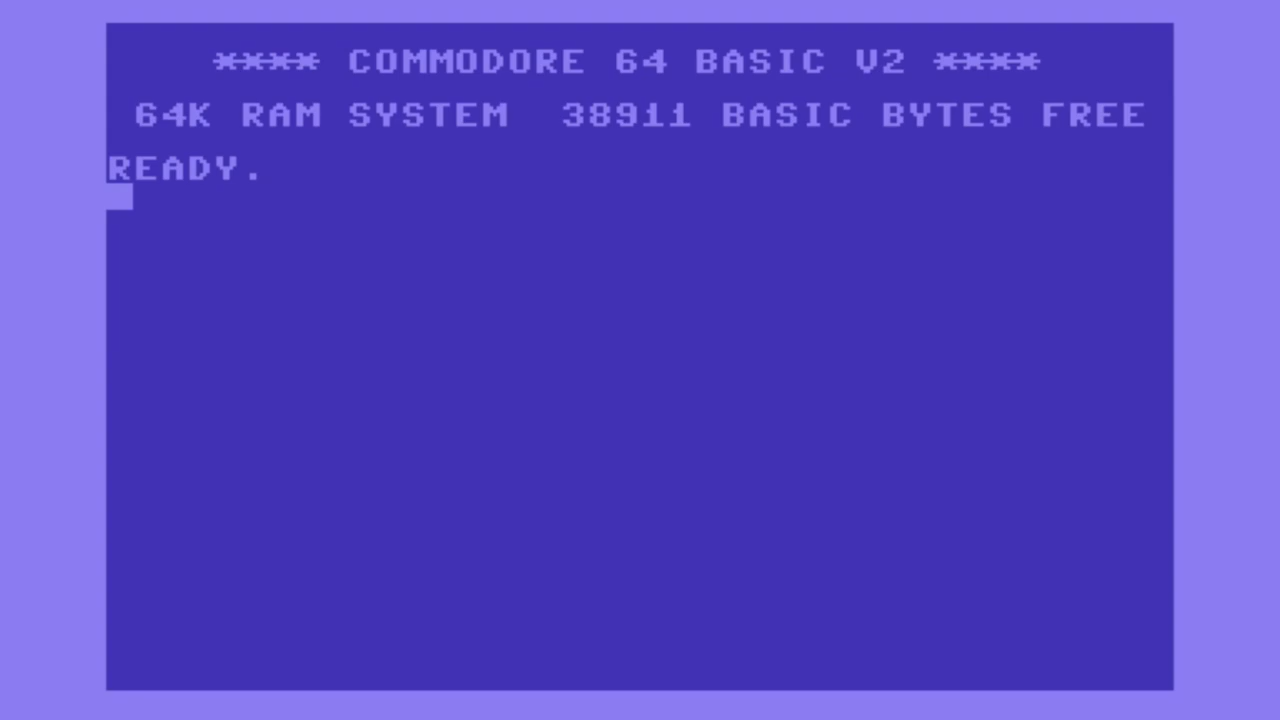 **** COMMODORE 64 BASIC V2 ****
64K RAM SYSTEM  38911 BASIC BYTES FREE
READY.